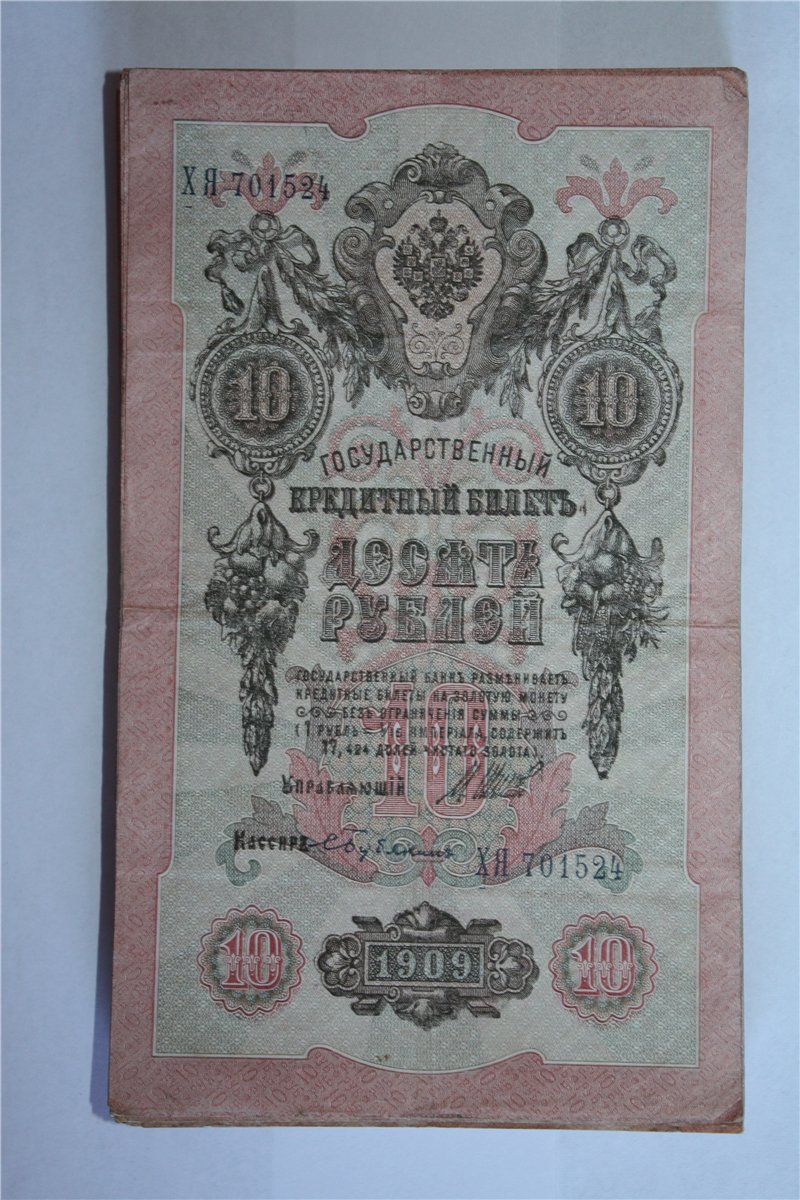 ХЯ 701524
10 10
ГОСУДАРСТВЕННЫЙ
КРЕДИТНЫЙ БИЛЕТЪ
ДЕСЯТЬ
РУБЛЕЙ
ГОСУДАРСТВЕННЫЙ БАНКЪ РАЗМѢНИВАЕТЪ
КРЕДИТНЫЕ БИЛЕТЫ НА ЗОЛОТУЮ МОНЕТУ
БЕЗЪ ОГРАНИЧЕНІЯ СУММЫ
(1 РУБЛЬ = 1/15 ИМПЕРІАЛА, СОДЕРЖИТЪ
17,424 ДОЛЕЙ ЧИСТАГО ЗОЛОТА).
10
УПРАВЛЯЮЩІЙ
Кассиръ
ХЯ 701524
10 1909 10